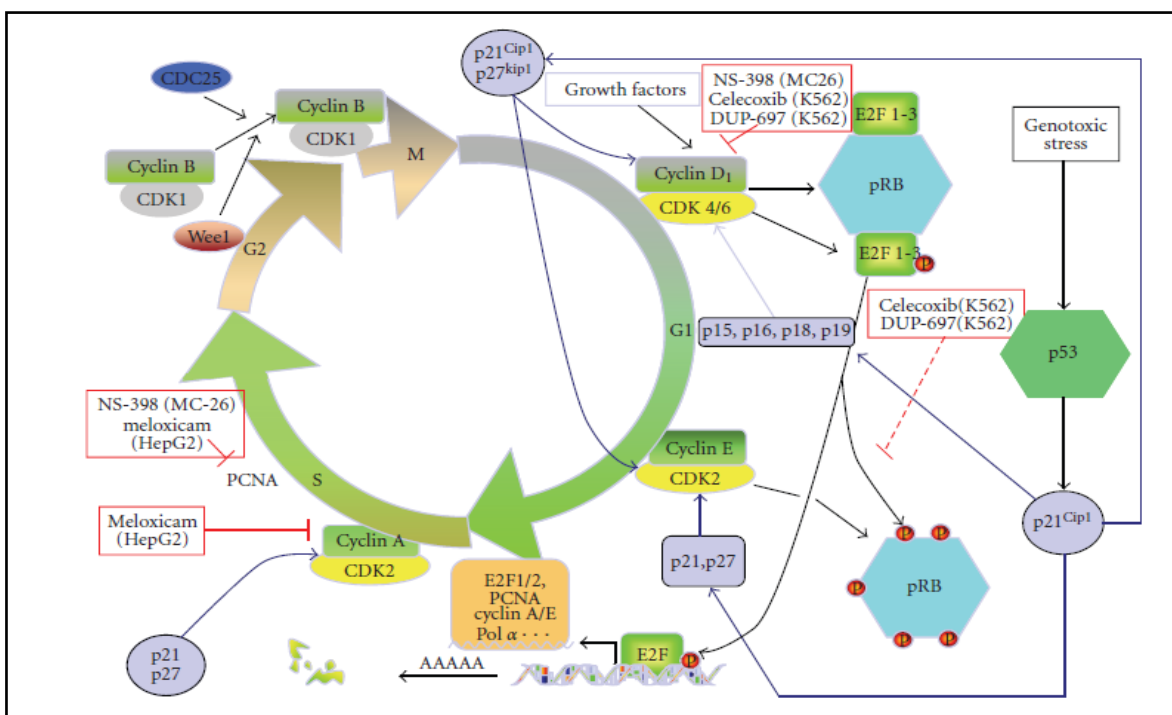 p21Cip1
p27kip1
CDC25
Growth factors
NS-398 (MC26)
Celecoxib (K562)
DUP-697 (K562)
E2F 1-3
Genotoxic
stress
Cyclin B
CDK1
M
Cyclin B
CDK1
Cyclin D1
CDK 4/6
pRB
Wee1
G2
E2F 1-3
P
Celecoxib(K562)
DUP-697(K562)
G1
p15, p16, p18, p19
p53
NS-398 (MC-26)
meloxicam
(HepG2)
PCNA
S
Cyclin E
CDK2
Meloxicam
(HepG2)
Cyclin A
CDK2
p21,p27
p21Cip1
P
P
P
P
P
P
pRB
E2F1/2,
PCNA
cyclin A/E
Pol α · · ·
p21
p27
AAAAA
E2F
P